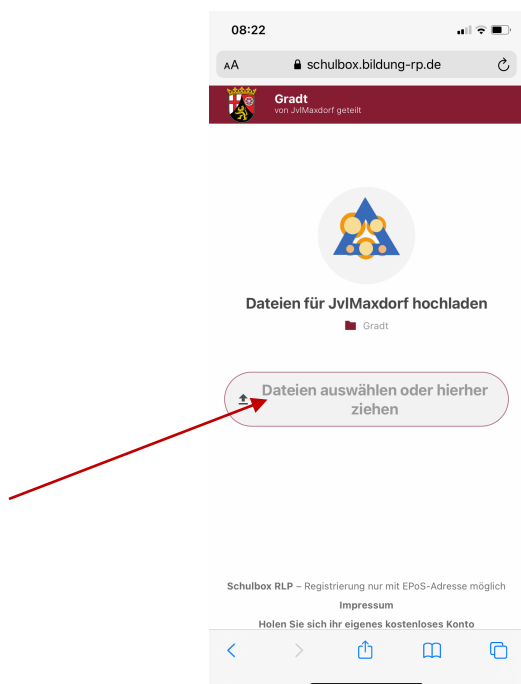 08:22
AA schulbox.bildung-rp.de
Gradt
von JvlMaxdorf geteilt
Dateien für JvlMaxdorf hochladen
Gradt
Dateien auswählen oder hierher
ziehen
Schulbox RLP – Registrierung nur mit EPoS-Adresse möglich
Impressum
Holen Sie sich ihr eigenes kostenloses Konto